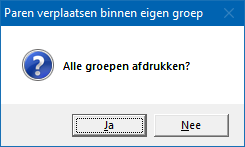 Paren verplaatsen binnen eigen groep
Alle groepen afdrukken?
Ja
Nee